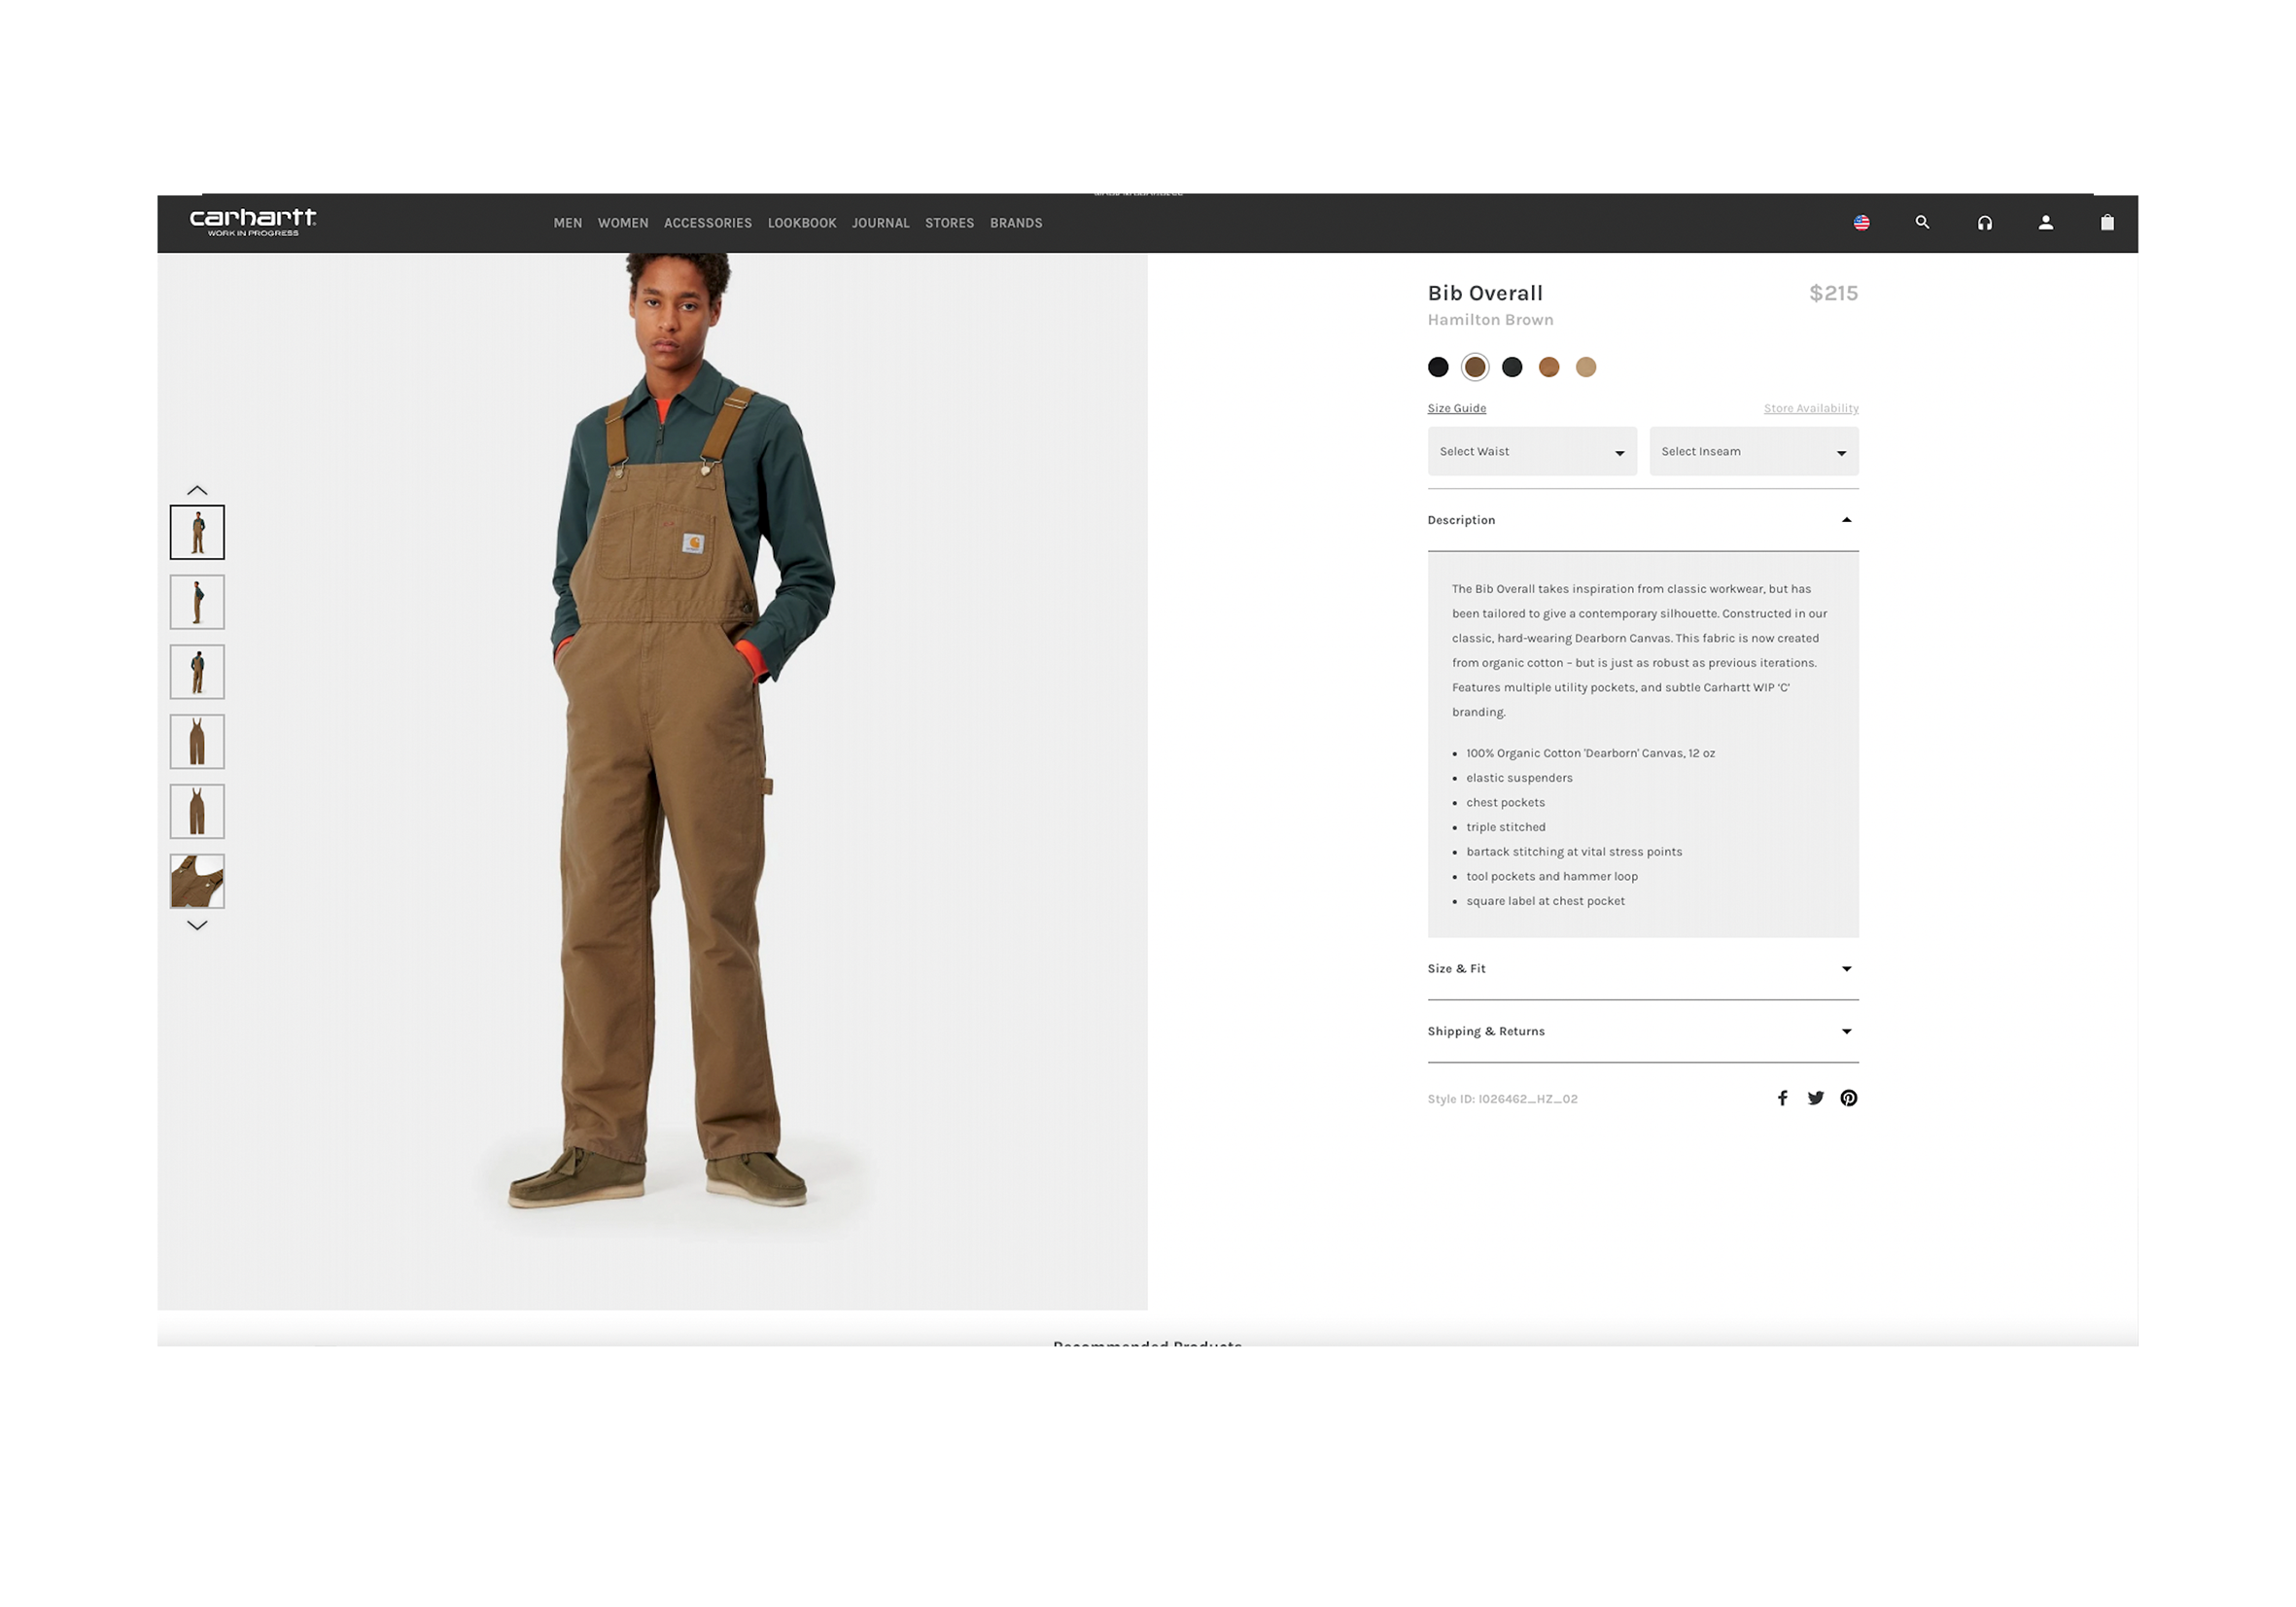 carhartt
WORK IN PROGRESS
MEN WOMEN ACCESSORIES LOOKBOOK JOURNAL STORES BRANDS
Bib Overall
$215
Hamilton Brown
Size Guide
Store Availability
Select Waist
Select Inseam
Description
The Bib Overall takes inspiration from classic workwear, but has
been tailored to give a contemporary silhouette. Constructed in our
classic, hard-wearing Dearborn Canvas. This fabric is now created
from organic cotton – but is just as robust as previous iterations.
Features multiple utility pockets, and subtle Carhartt WIP 'C'
branding.
• 100% Organic Cotton 'Dearborn' Canvas, 12 oz
• elastic suspenders
• chest pockets
• triple stitched
• bartack stitching at vital stress points
• tool pockets and hammer loop
• square label at chest pocket
Size & Fit
Shipping & Returns
Style ID: I026462_HZ_02
Recommended Products